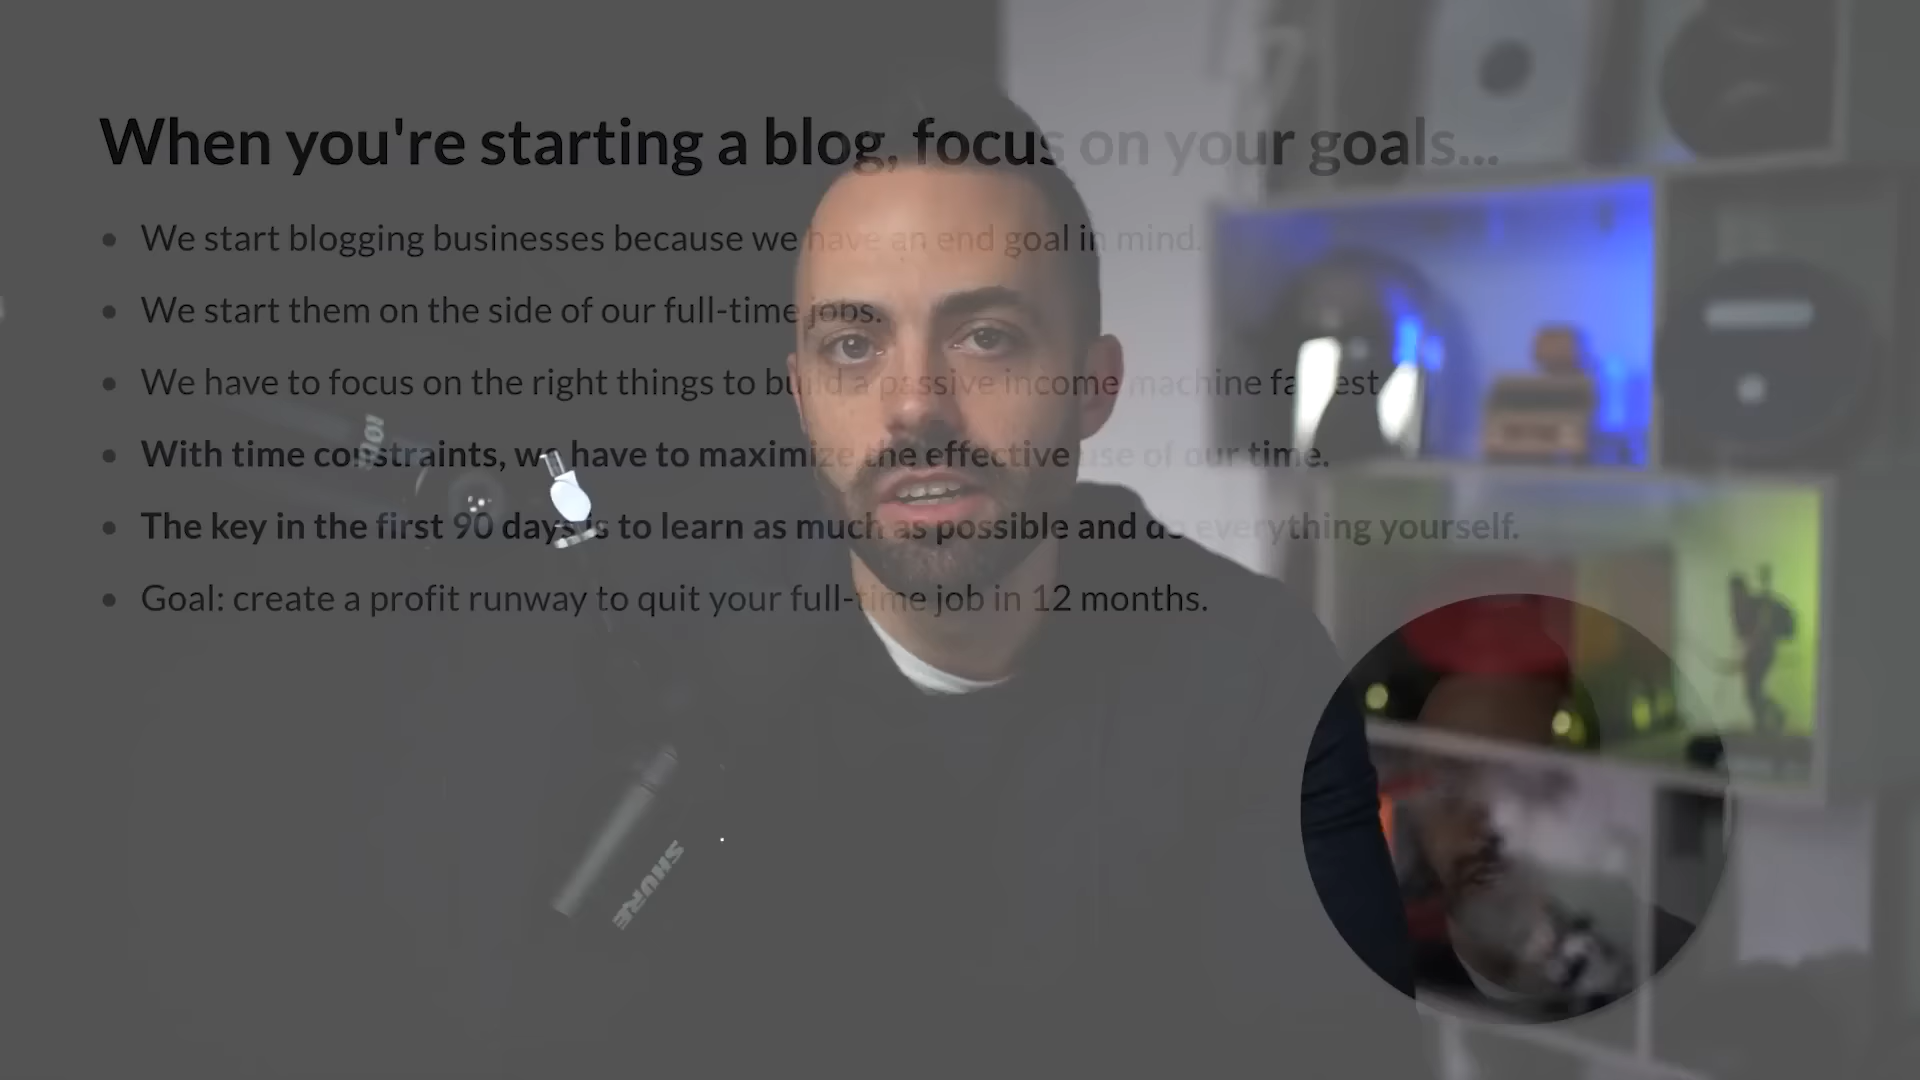 When you're starting a blog, focus on your goals...
We start blogging businesses because we have an end goal in mind.
We start them on the side of our full-time jobs.
We have to focus on the right things to build a passive income machine fastest
With time constraints, we have to maximize the effective use of our time.
The key in the first 90 days is to learn as much as possible and do everything yourself.
Goal: create a profit runway to quit your full-time job in 12 months.
SHURE